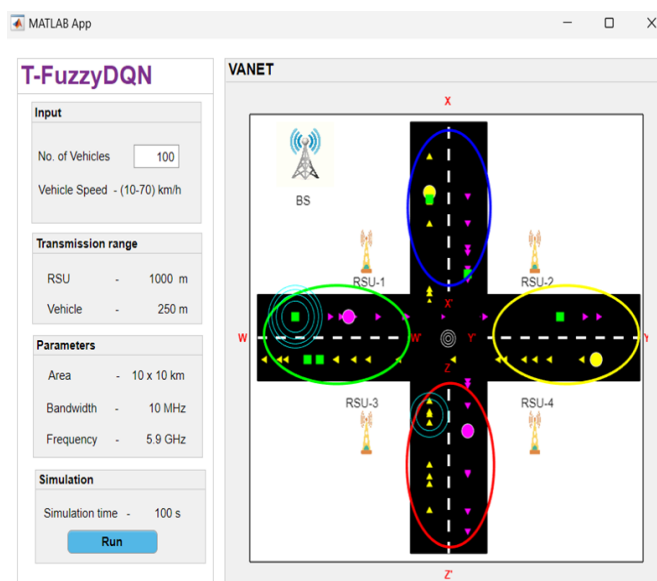 MATLAB App
T-FuzzyDQN
Input
No. of Vehicles 100
Vehicle Speed - (10-70) km/h
Transmission range
RSU - 1000 m
Vehicle - 250 m
Parameters
Area - 10 x 10 km
Bandwidth - 10 MHz
Frequency - 5.9 GHz
Simulation
Simulation time - 100 s
Run
VANET
X
BS
RSU-1 RSU-2
X'
W W' Y' Y
Z
RSU-3 RSU-4
Z'